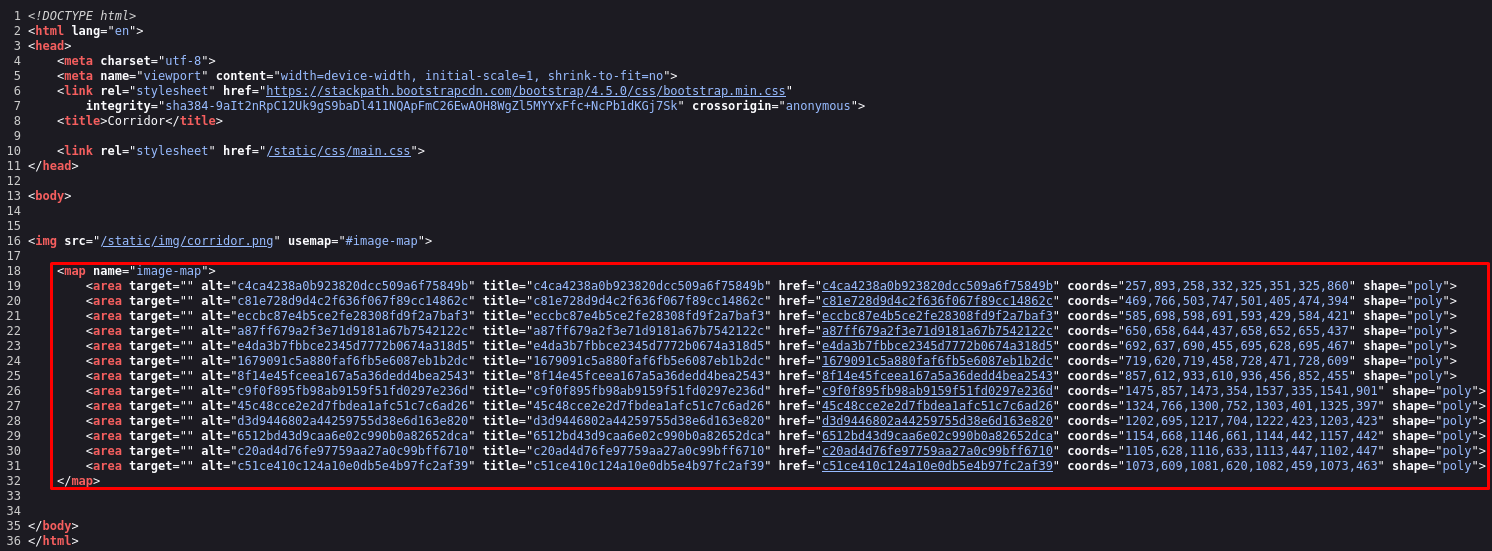 1 <!DOCTYPE html>
2 <html lang="en">
3 <head>
4 <meta charset="utf-8">
5 <meta name="viewport" content="width=device-width, initial-scale=1, shrink-to-fit=no">
6 <link rel="stylesheet" href="https://stackpath.bootstrapcdn.com/bootstrap/4.5.0/css/bootstrap.min.css"
7 integrity="sha384-9aIt2nRpC12Uk9gS9baDl411NQApFmC26EwAOH8WgZl5MYYxFfc+NcPb1dKGj7Sk" crossorigin="anonymous">
8 <title>Corridor</title>
9
10 <link rel="stylesheet" href="/static/css/main.css">
11 </head>
12
13 <body>
14
15
16 <img src="/static/img/corridor.png" usemap="#image-map">
17
18 <map name="image-map">
19 <area target="" alt="c4ca4238a0b923820dcc509a6f75849b" title="c4ca4238a0b923820dcc509a6f75849b" href="c4ca4238a0b923820dcc509a6f75849b" coords="257,893,258,332,325,351,325,860" shape="poly">
20 <area target="" alt="c81e728d9d4c2f636f067f89cc14862c" title="c81e728d9d4c2f636f067f89cc14862c" href="c81e728d9d4c2f636f067f89cc14862c" coords="469,766,503,747,501,405,474,394" shape="poly">
21 <area target="" alt="eccbc87e4b5ce2fe28308fd9f2a7baf3" title="eccbc87e4b5ce2fe28308fd9f2a7baf3" href="eccbc87e4b5ce2fe28308fd9f2a7baf3" coords="585,698,598,691,593,429,584,421" shape="poly">
22 <area target="" alt="a87ff679a2f3e71d9181a67b7542122c" title="a87ff679a2f3e71d9181a67b7542122c" href="a87ff679a2f3e71d9181a67b7542122c" coords="650,658,644,437,658,652,655,437" shape="poly">
23 <area target="" alt="e4da3b7fbbce2345d7772b0674a318d5" title="e4da3b7fbbce2345d7772b0674a318d5" href="e4da3b7fbbce2345d7772b0674a318d5" coords="692,637,690,455,695,628,695,467" shape="poly">
24 <area target="" alt="1679091c5a880faf6fb5e6087eb1b2dc" title="1679091c5a880faf6fb5e6087eb1b2dc" href="1679091c5a880faf6fb5e6087eb1b2dc" coords="719,620,719,458,728,471,728,609" shape="poly">
25 <area target="" alt="8f14e45fceea167a5a36dedd4bea2543" title="8f14e45fceea167a5a36dedd4bea2543" href="8f14e45fceea167a5a36dedd4bea2543" coords="857,612,933,610,936,456,852,455" shape="poly">
26 <area target="" alt="c9f0f895fb98ab9159f51fd0297e236d" title="c9f0f895fb98ab9159f51fd0297e236d" href="c9f0f895fb98ab9159f51fd0297e236d" coords="1475,857,1473,354,1537,335,1541,901" shape="poly">
27 <area target="" alt="45c48cce2e2d7fbdea1afc51c7c6ad26" title="45c48cce2e2d7fbdea1afc51c7c6ad26" href="45c48cce2e2d7fbdea1afc51c7c6ad26" coords="1324,766,1300,752,1303,401,1325,397" shape="poly">
28 <area target="" alt="d3d9446802a44259755d38e6d163e820" title="d3d9446802a44259755d38e6d163e820" href="d3d9446802a44259755d38e6d163e820" coords="1202,695,1217,704,1222,423,1203,423" shape="poly">
29 <area target="" alt="6512bd43d9caa6e02c990b0a82652dca" title="6512bd43d9caa6e02c990b0a82652dca" href="6512bd43d9caa6e02c990b0a82652dca" coords="1154,668,1146,661,1144,442,1157,442" shape="poly">
30 <area target="" alt="c20ad4d76fe97759aa27a0c99bff6710" title="c20ad4d76fe97759aa27a0c99bff6710" href="c20ad4d76fe97759aa27a0c99bff6710" coords="1105,628,1116,633,1113,447,1102,447" shape="poly">
31 <area target="" alt="c51ce410c124a10e0db5e4b97fc2af39" title="c51ce410c124a10e0db5e4b97fc2af39" href="c51ce410c124a10e0db5e4b97fc2af39" coords="1073,609,1081,620,1082,459,1073,463" shape="poly">
32 </map>
33
34
35 </body>
36 </html>